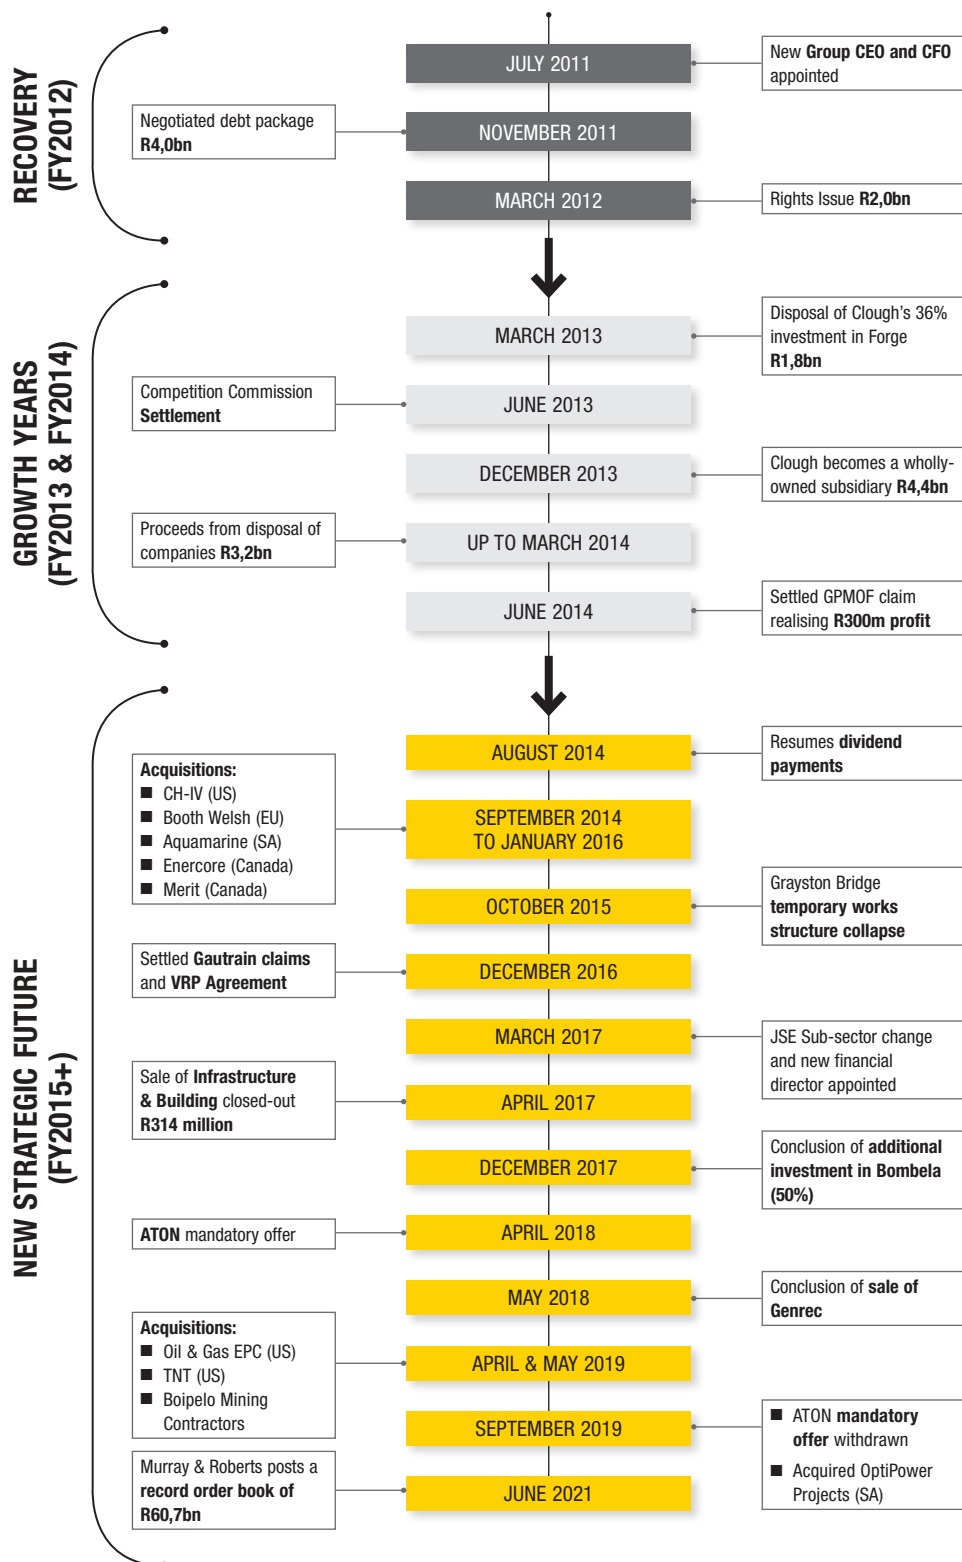 RECOVERY
(FY2012)
JULY 2011
New Group CEO and CFO
appointed
Negotiated debt package
R4,0bn
NOVEMBER 2011
MARCH 2012
Rights Issue R2,0bn
GROWTH YEARS
(FY2013 & FY2014)
MARCH 2013
Disposal of Clough's 36%
investment in Forge
R1,8bn
Competition Commission
Settlement
JUNE 2013
DECEMBER 2013
Clough becomes a wholly-
owned subsidiary R4,4bn
Proceeds from disposal of
companies R3,2bn
UP TO MARCH 2014
JUNE 2014
Settled GPMOF claim
realising R300m profit
NEW STRATEGIC FUTURE
(FY2015+)
AUGUST 2014
Resumes dividend
payments
Acquisitions:
■ CH-IV (US)
■ Booth Welsh (EU)
■ Aquamarine (SA)
■ Enercore (Canada)
■ Merit (Canada)
SEPTEMBER 2014
TO JANUARY 2016
OCTOBER 2015
Grayston Bridge
temporary works
structure collapse
Settled Gautrain claims
and VRP Agreement
DECEMBER 2016
MARCH 2017
JSE Sub-sector change
and new financial
director appointed
Sale of Infrastructure
& Building closed-out
R314 million
APRIL 2017
DECEMBER 2017
Conclusion of additional
investment in Bombela
(50%)
ATON mandatory offer
APRIL 2018
MAY 2018
Conclusion of sale of
Genrec
Acquisitions:
■ Oil & Gas EPC (US)
■ TNT (US)
■ Boipelo Mining
Contractors
APRIL & MAY 2019
SEPTEMBER 2019
■ ATON mandatory
offer withdrawn
■ Acquired OptiPower
Projects (SA)
Murray & Roberts posts a
record order book of
R60,7bn
JUNE 2021